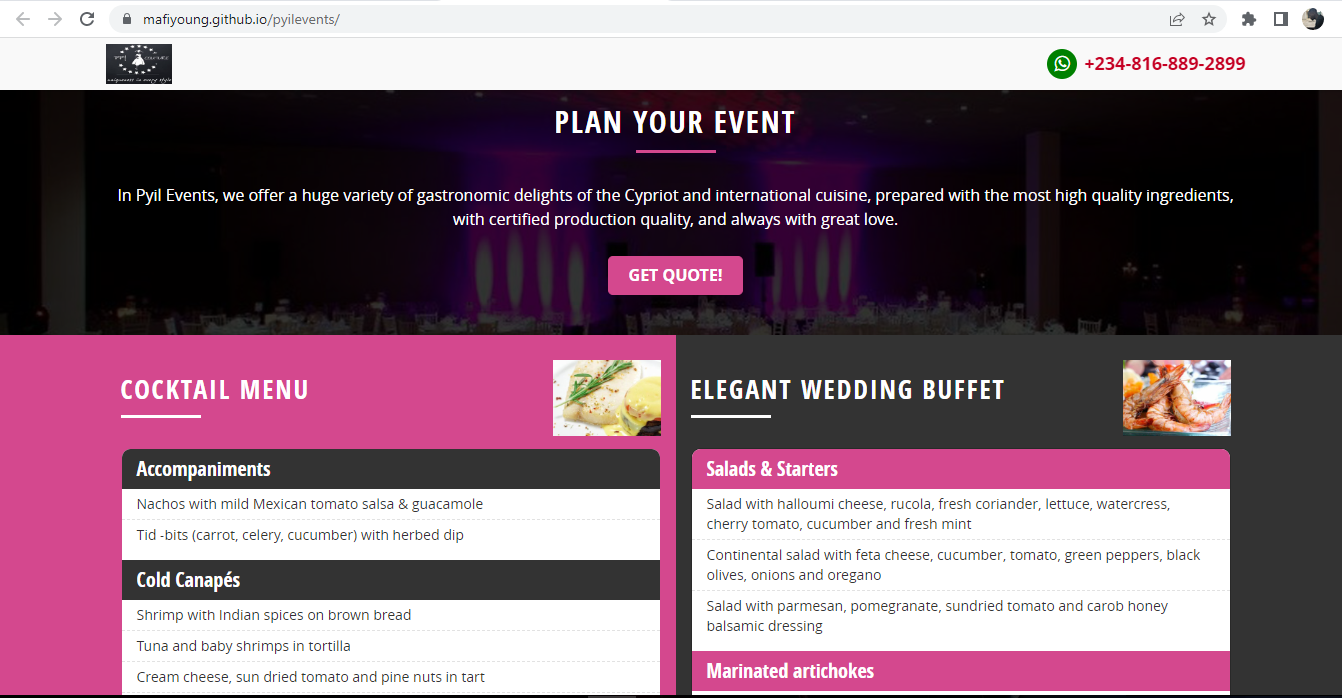 mafiyoung.github.io/pyilevents/
+234-816-889-2899
PLAN YOUR EVENT
In Pyil Events, we offer a huge variety of gastronomic delights of the Cypriot and international cuisine, prepared with the most high quality ingredients,
with certified production quality, and always with great love.
GET QUOTE!
COCKTAIL MENU
Accompaniments
Nachos with mild Mexican tomato salsa & guacamole
Tid -bits (carrot, celery, cucumber) with herbed dip
Cold Canapés
Shrimp with Indian spices on brown bread
Tuna and baby shrimps in tortilla
Cream cheese, sun dried tomato and pine nuts in tart
ELEGANT WEDDING BUFFET
Salads & Starters
Salad with halloumi cheese, rucola, fresh coriander, lettuce, watercress,
cherry tomato, cucumber and fresh mint
Continental salad with feta cheese, cucumber, tomato, green peppers, black
olives, onions and oregano
Salad with parmesan, pomegranate, sundried tomato and carob honey
balsamic dressing
Marinated artichokes